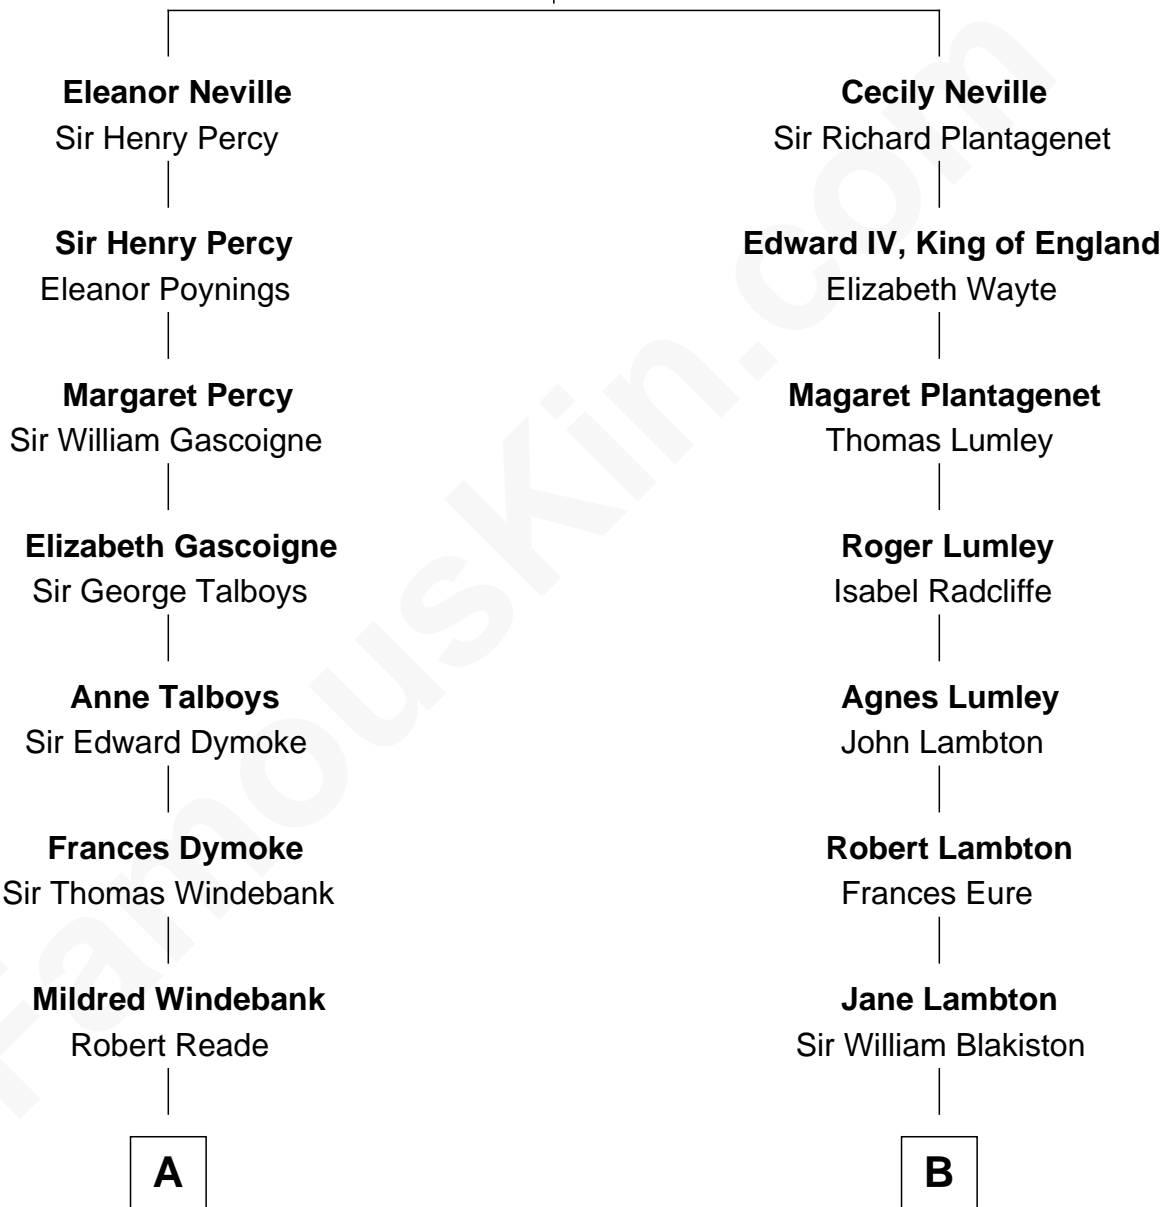 Eleanor Neville
Sir Henry Percy
Sir Henry Percy
Eleanor Poynings
Margaret Percy
Sir William Gascoigne
Elizabeth Gascoigne
Sir George Talboys
Anne Talboys
Sir Edward Dymoke
Frances Dymoke
Sir Thomas Windebank
Mildred Windebank
Robert Reade
A
Cecily Neville
Sir Richard Plantagenet
Edward IV, King of England
Elizabeth Wayte
Magaret Plantagenet
Thomas Lumley
Roger Lumley
Isabel Radcliffe
Agnes Lumley
John Lambton
Robert Lambton
Frances Eure
Jane Lambton
Sir William Blakiston
B
FamousKin.com